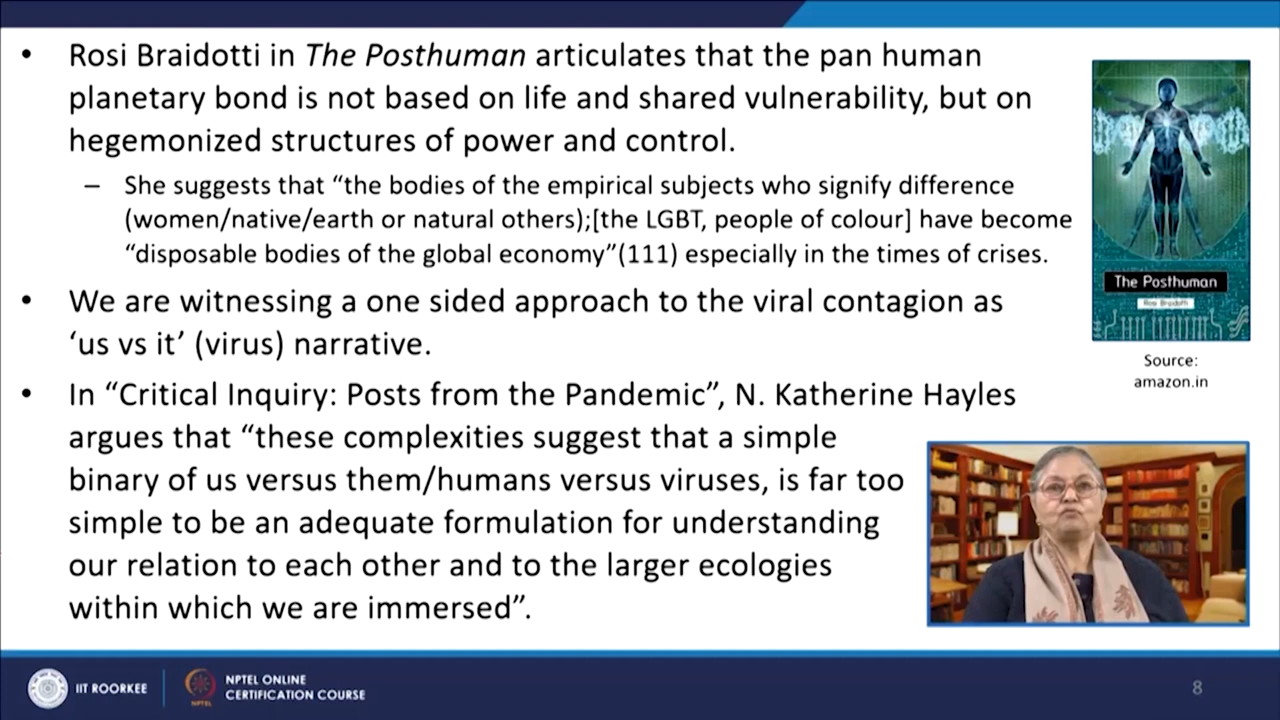 • Rosi Braidotti in The Posthuman articulates that the pan human
planetary bond is not based on life and shared vulnerability, but on
hegemonized structures of power and control.
– She suggests that “the bodies of the empirical subjects who signify difference
(women/native/earth or natural others);[the LGBT, people of colour] have become
“disposable bodies of the global economy”(111) especially in the times of crises.
• We are witnessing a one sided approach to the viral contagion as
‘us vs it’ (virus) narrative.
• In “Critical Inquiry: Posts from the Pandemic”, N. Katherine Hayles
argues that “these complexities suggest that a simple
binary of us versus them/humans versus viruses, is far too
simple to be an adequate formulation for understanding
our relation to each other and to the larger ecologies
within which we are immersed”.
The Posthuman
Rosi Braidotti
Source:
amazon.in
IIT ROORKEE
NPTEL
NPTEL ONLINE
CERTIFICATION COURSE
8